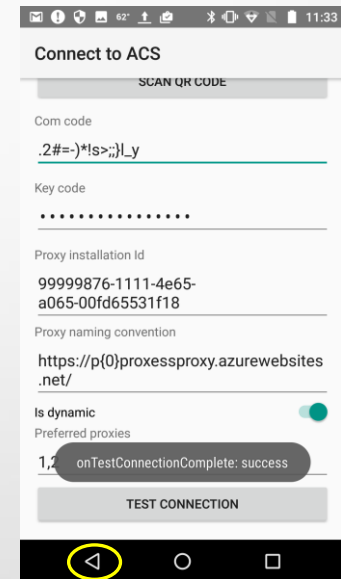 62° 11:33
Connect to ACS
SCAN QR CODE
Com code
.2#=-)*!s>;;}l_y
Key code
••••••••••••••••
Proxy installation Id
99999876-1111-4e65-
a065-00fd65531f18
Proxy naming convention
https://p{0}proxessproxy.azurewebsites
.net/
Is dynamic
Preferred proxies
1,2
onTestConnectionComplete: success
TEST CONNECTION